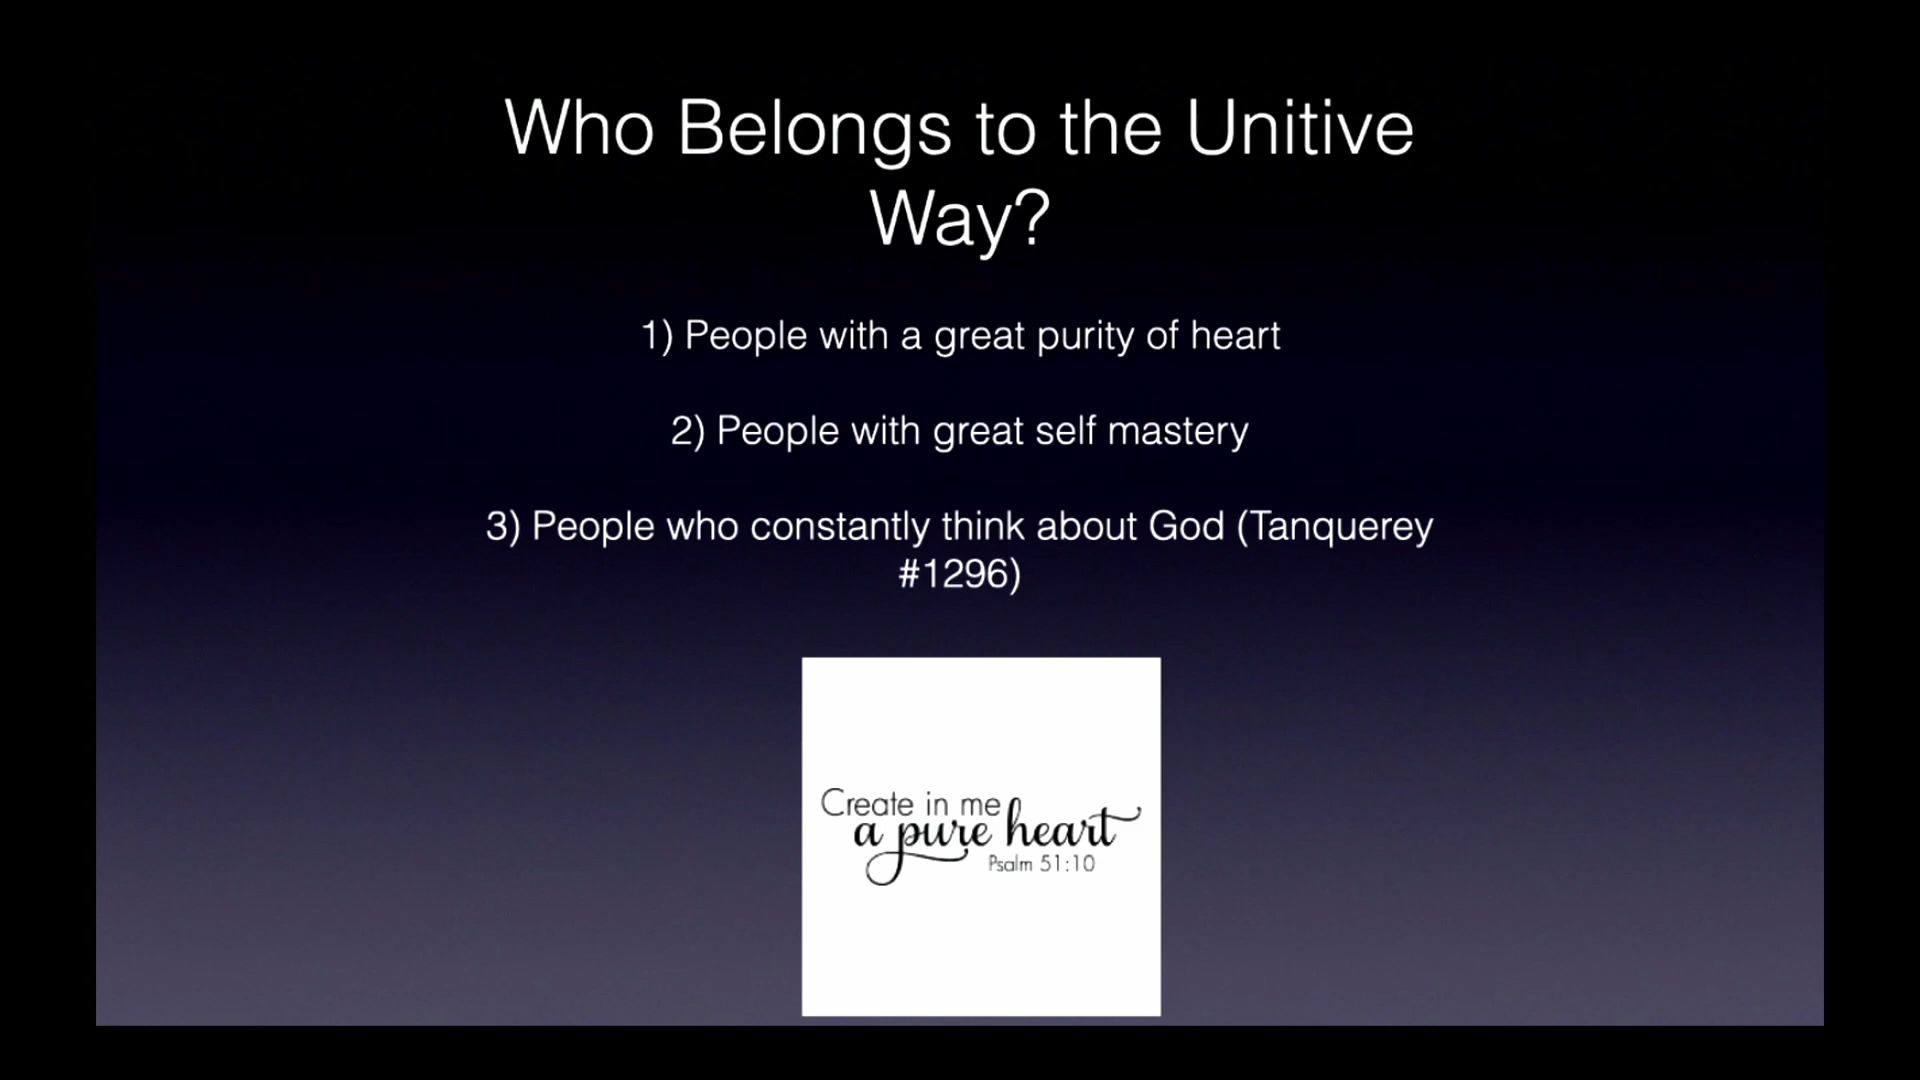 Who Belongs to the Unitive
Way?
1) People with a great purity of heart
2) People with great self mastery
3) People who constantly think about God (Tanquerey
#1296)
Create in me
a pure heart
Psalm 51:10